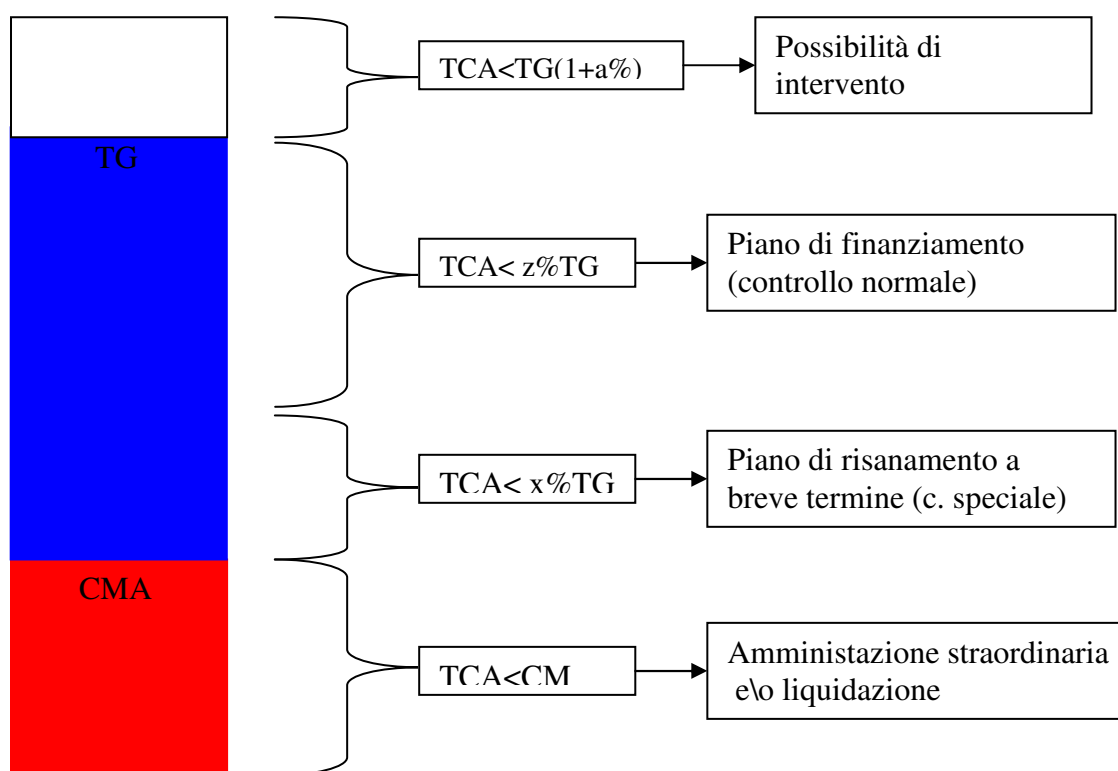 TCA<TG(1+a%)
Possibilità di
intervento
TG
TCA< z%TG
Piano di finanziamento
(controllo normale)
TCA< x%TG
Piano di risanamento a
breve termine (c. speciale)
CMA
TCA<CM
Amministazione straordinaria
e\o liquidazione